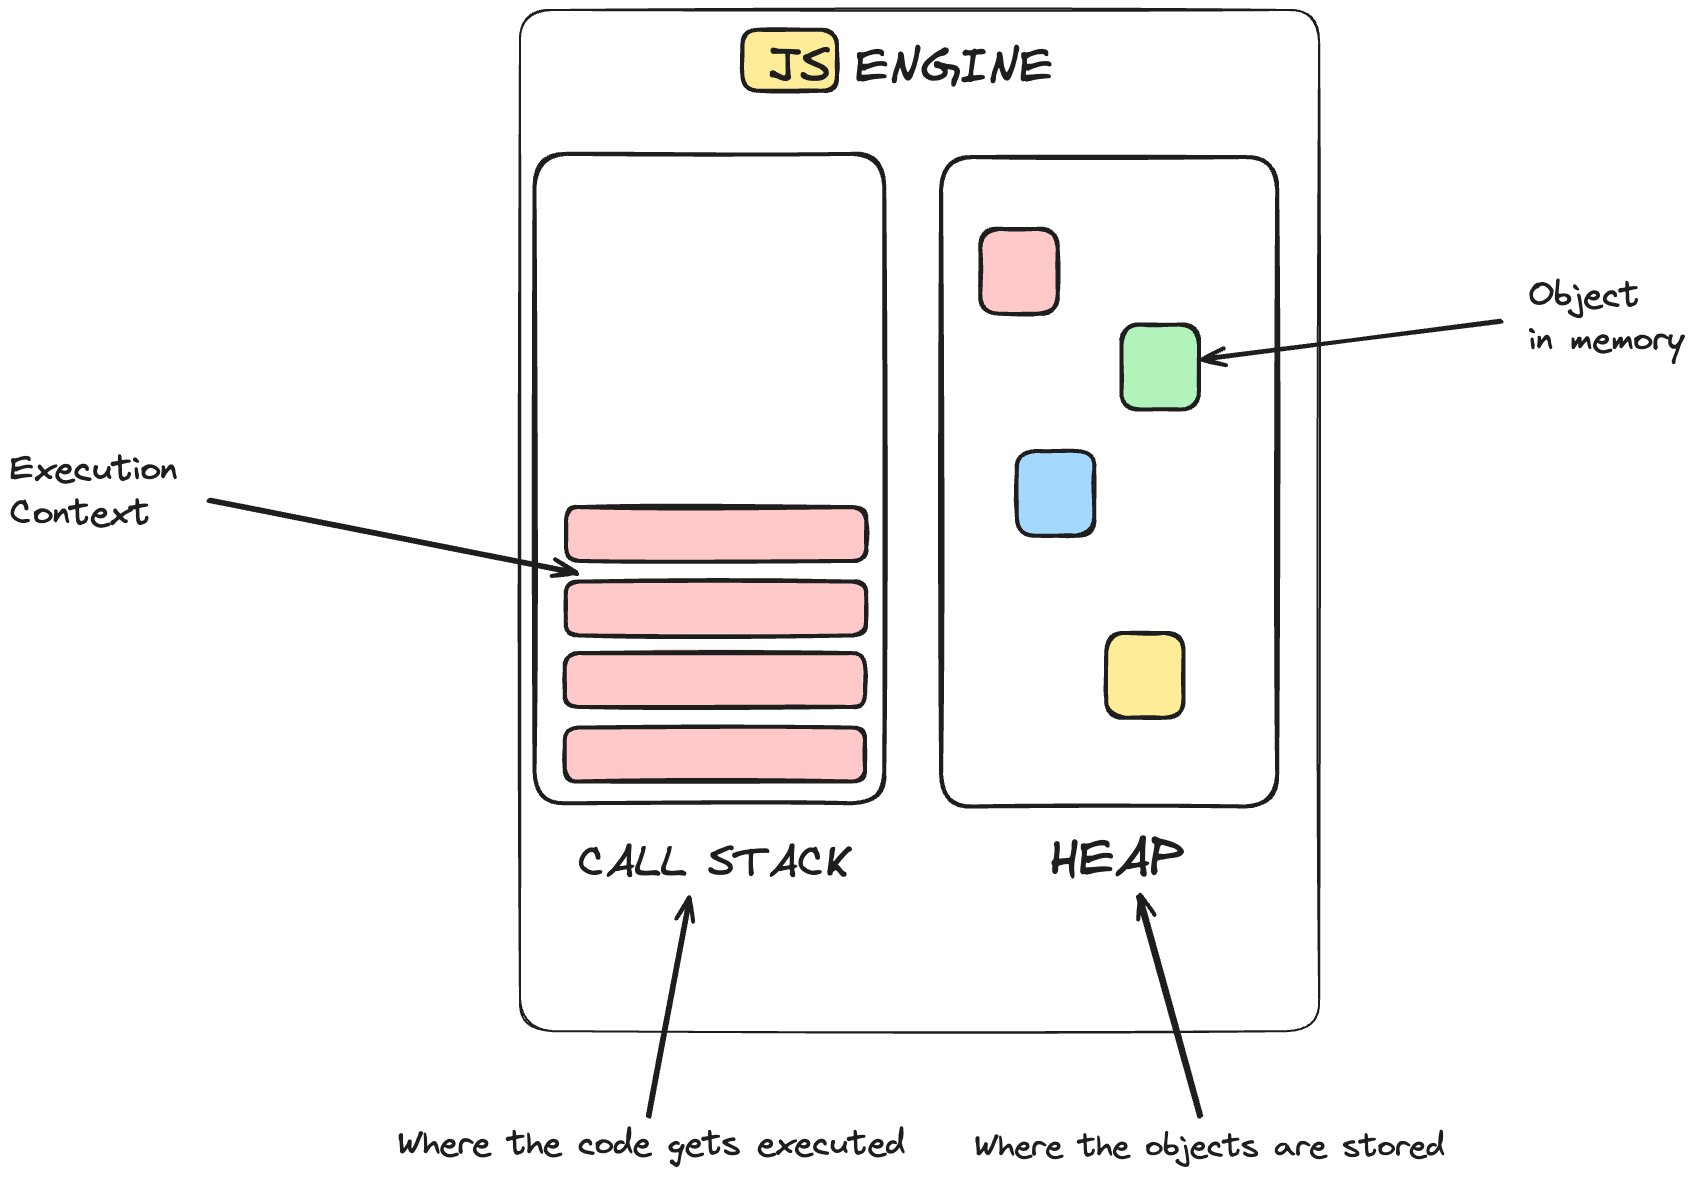 JS ENGINE
Object
in memory
Execution
Context
CALL STACK
HEAP
Where the code gets executed
Where the objects are stored